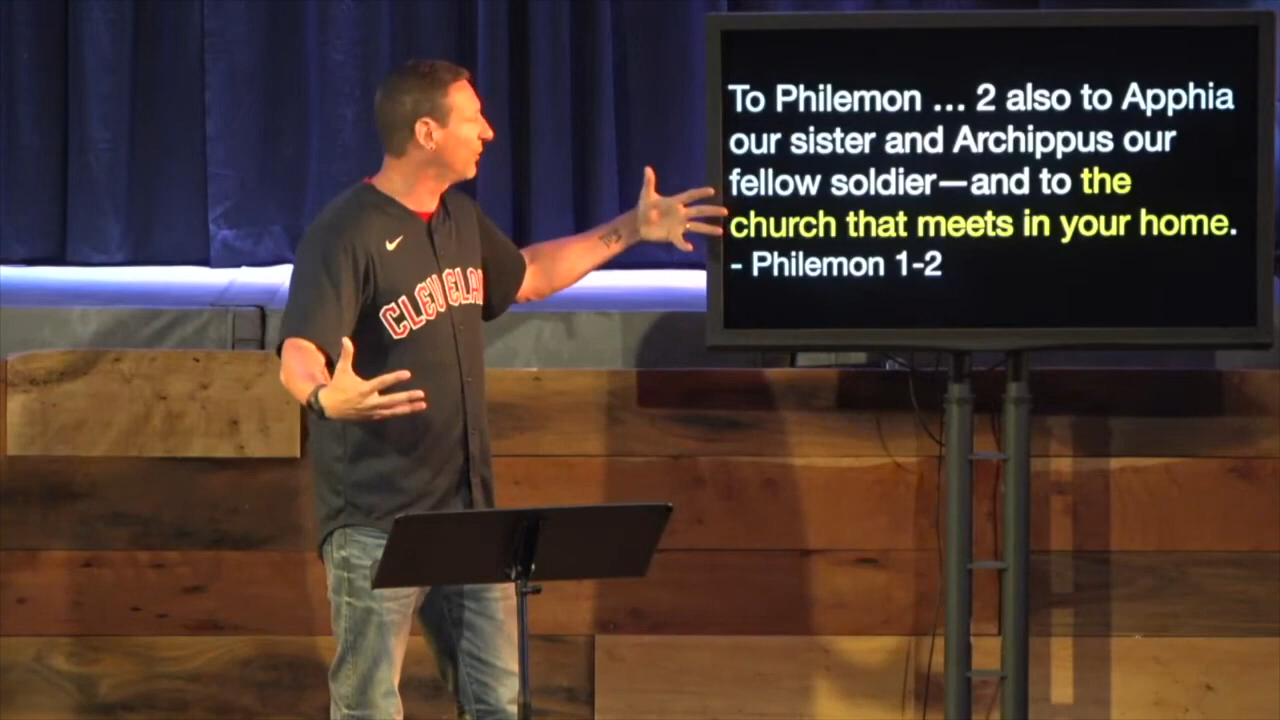 To Philemon ... 2 also to Apphia
our sister and Archippus our
fellow soldier—and to the
church that meets in your home.
- Philemon 1-2
CLEVELA